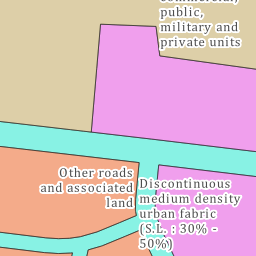 commercial,
public,
military and
private units
Other roads
and associated
land
Discontinuous
medium density
urban fabric
(S.L. : 30% -
50%)